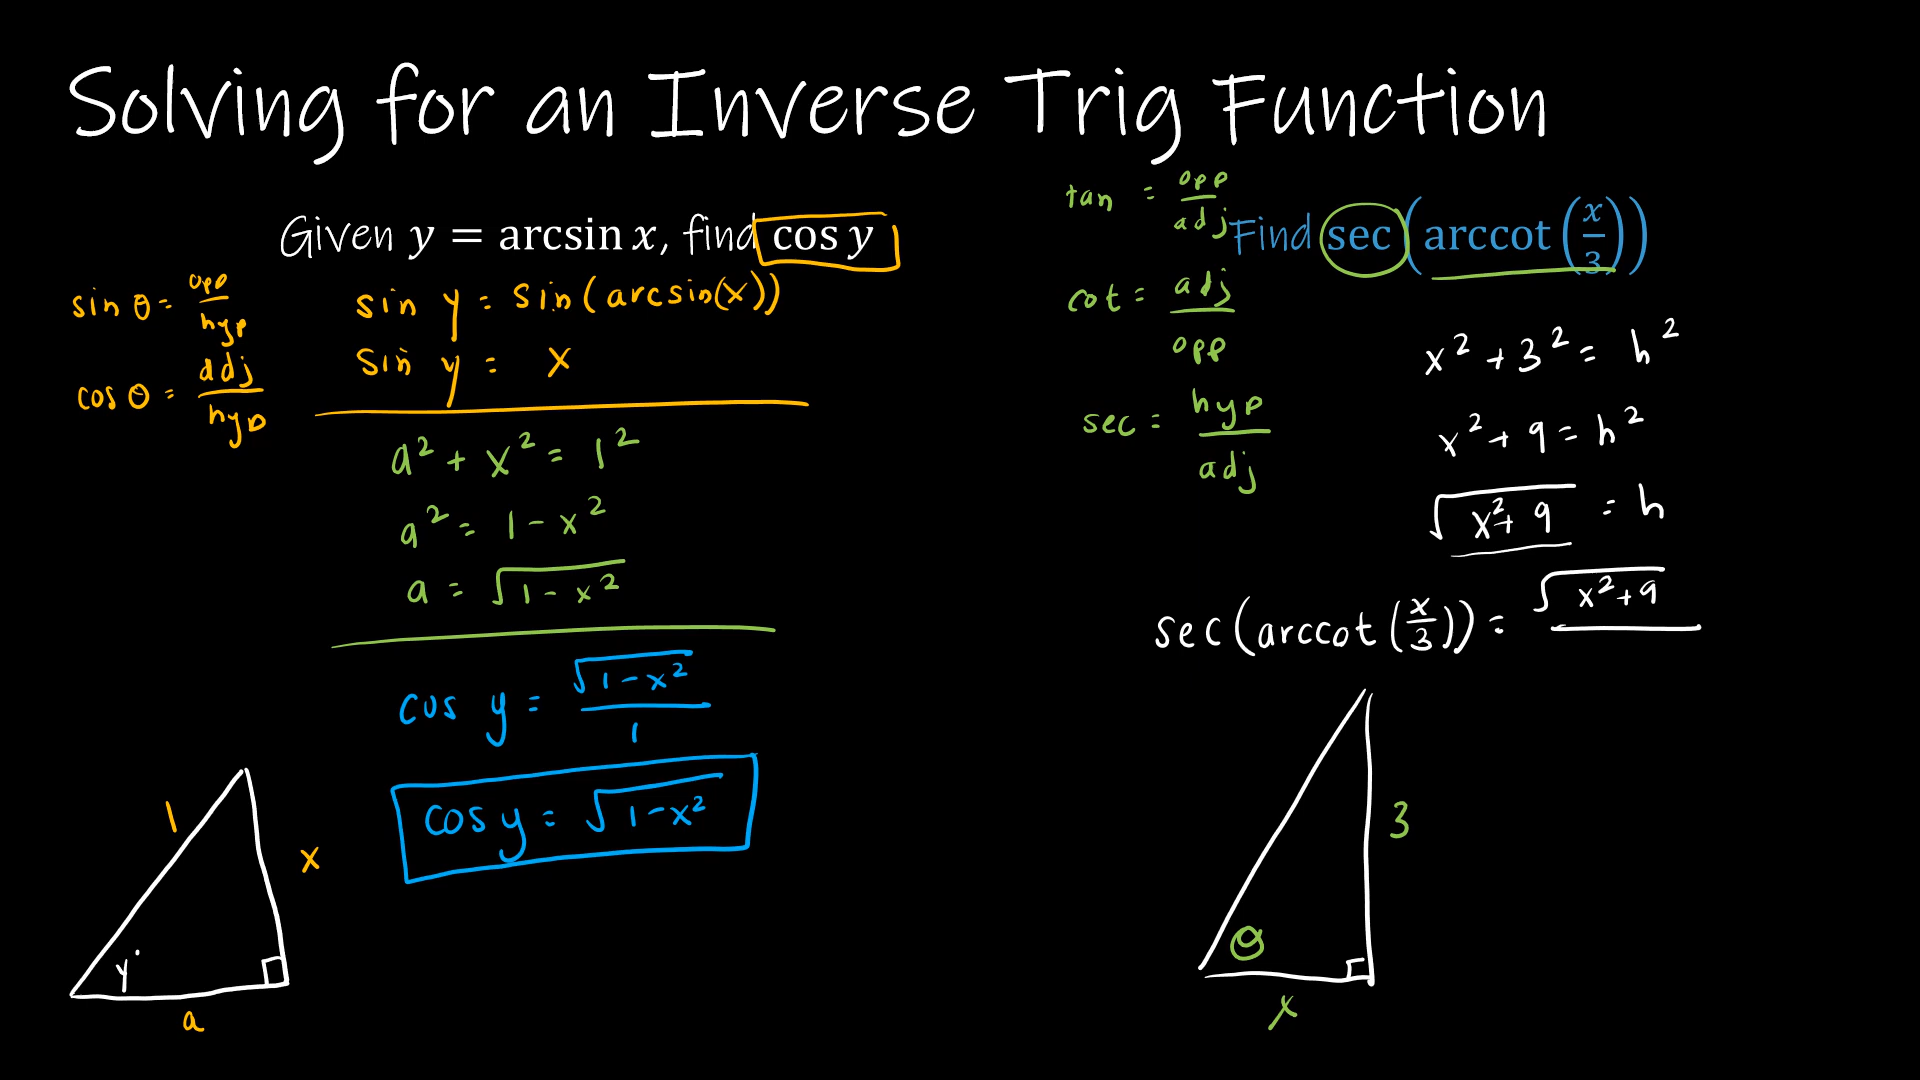 Solving for an Inverse Trig Function
Given y = arcsin x, find cos y
sin θ = opp/hyp
cos θ = adj/hyp
sin y = sin(arcsin(x))
sin y = x
a² + x² = 1²
a² = 1 - x²
a = √(1 - x²)
cos y = √(1 - x²)/1
cos y = √(1 - x²)
1
x
y
a
tan = opp/adj
Find sec(arccot(x/3))
cot = adj/opp
sec = hyp/adj
x² + 3² = h²
x² + 9 = h²
√(x² + 9) = h
sec(arccot(x/3)) = √(x² + 9)
3
θ
x